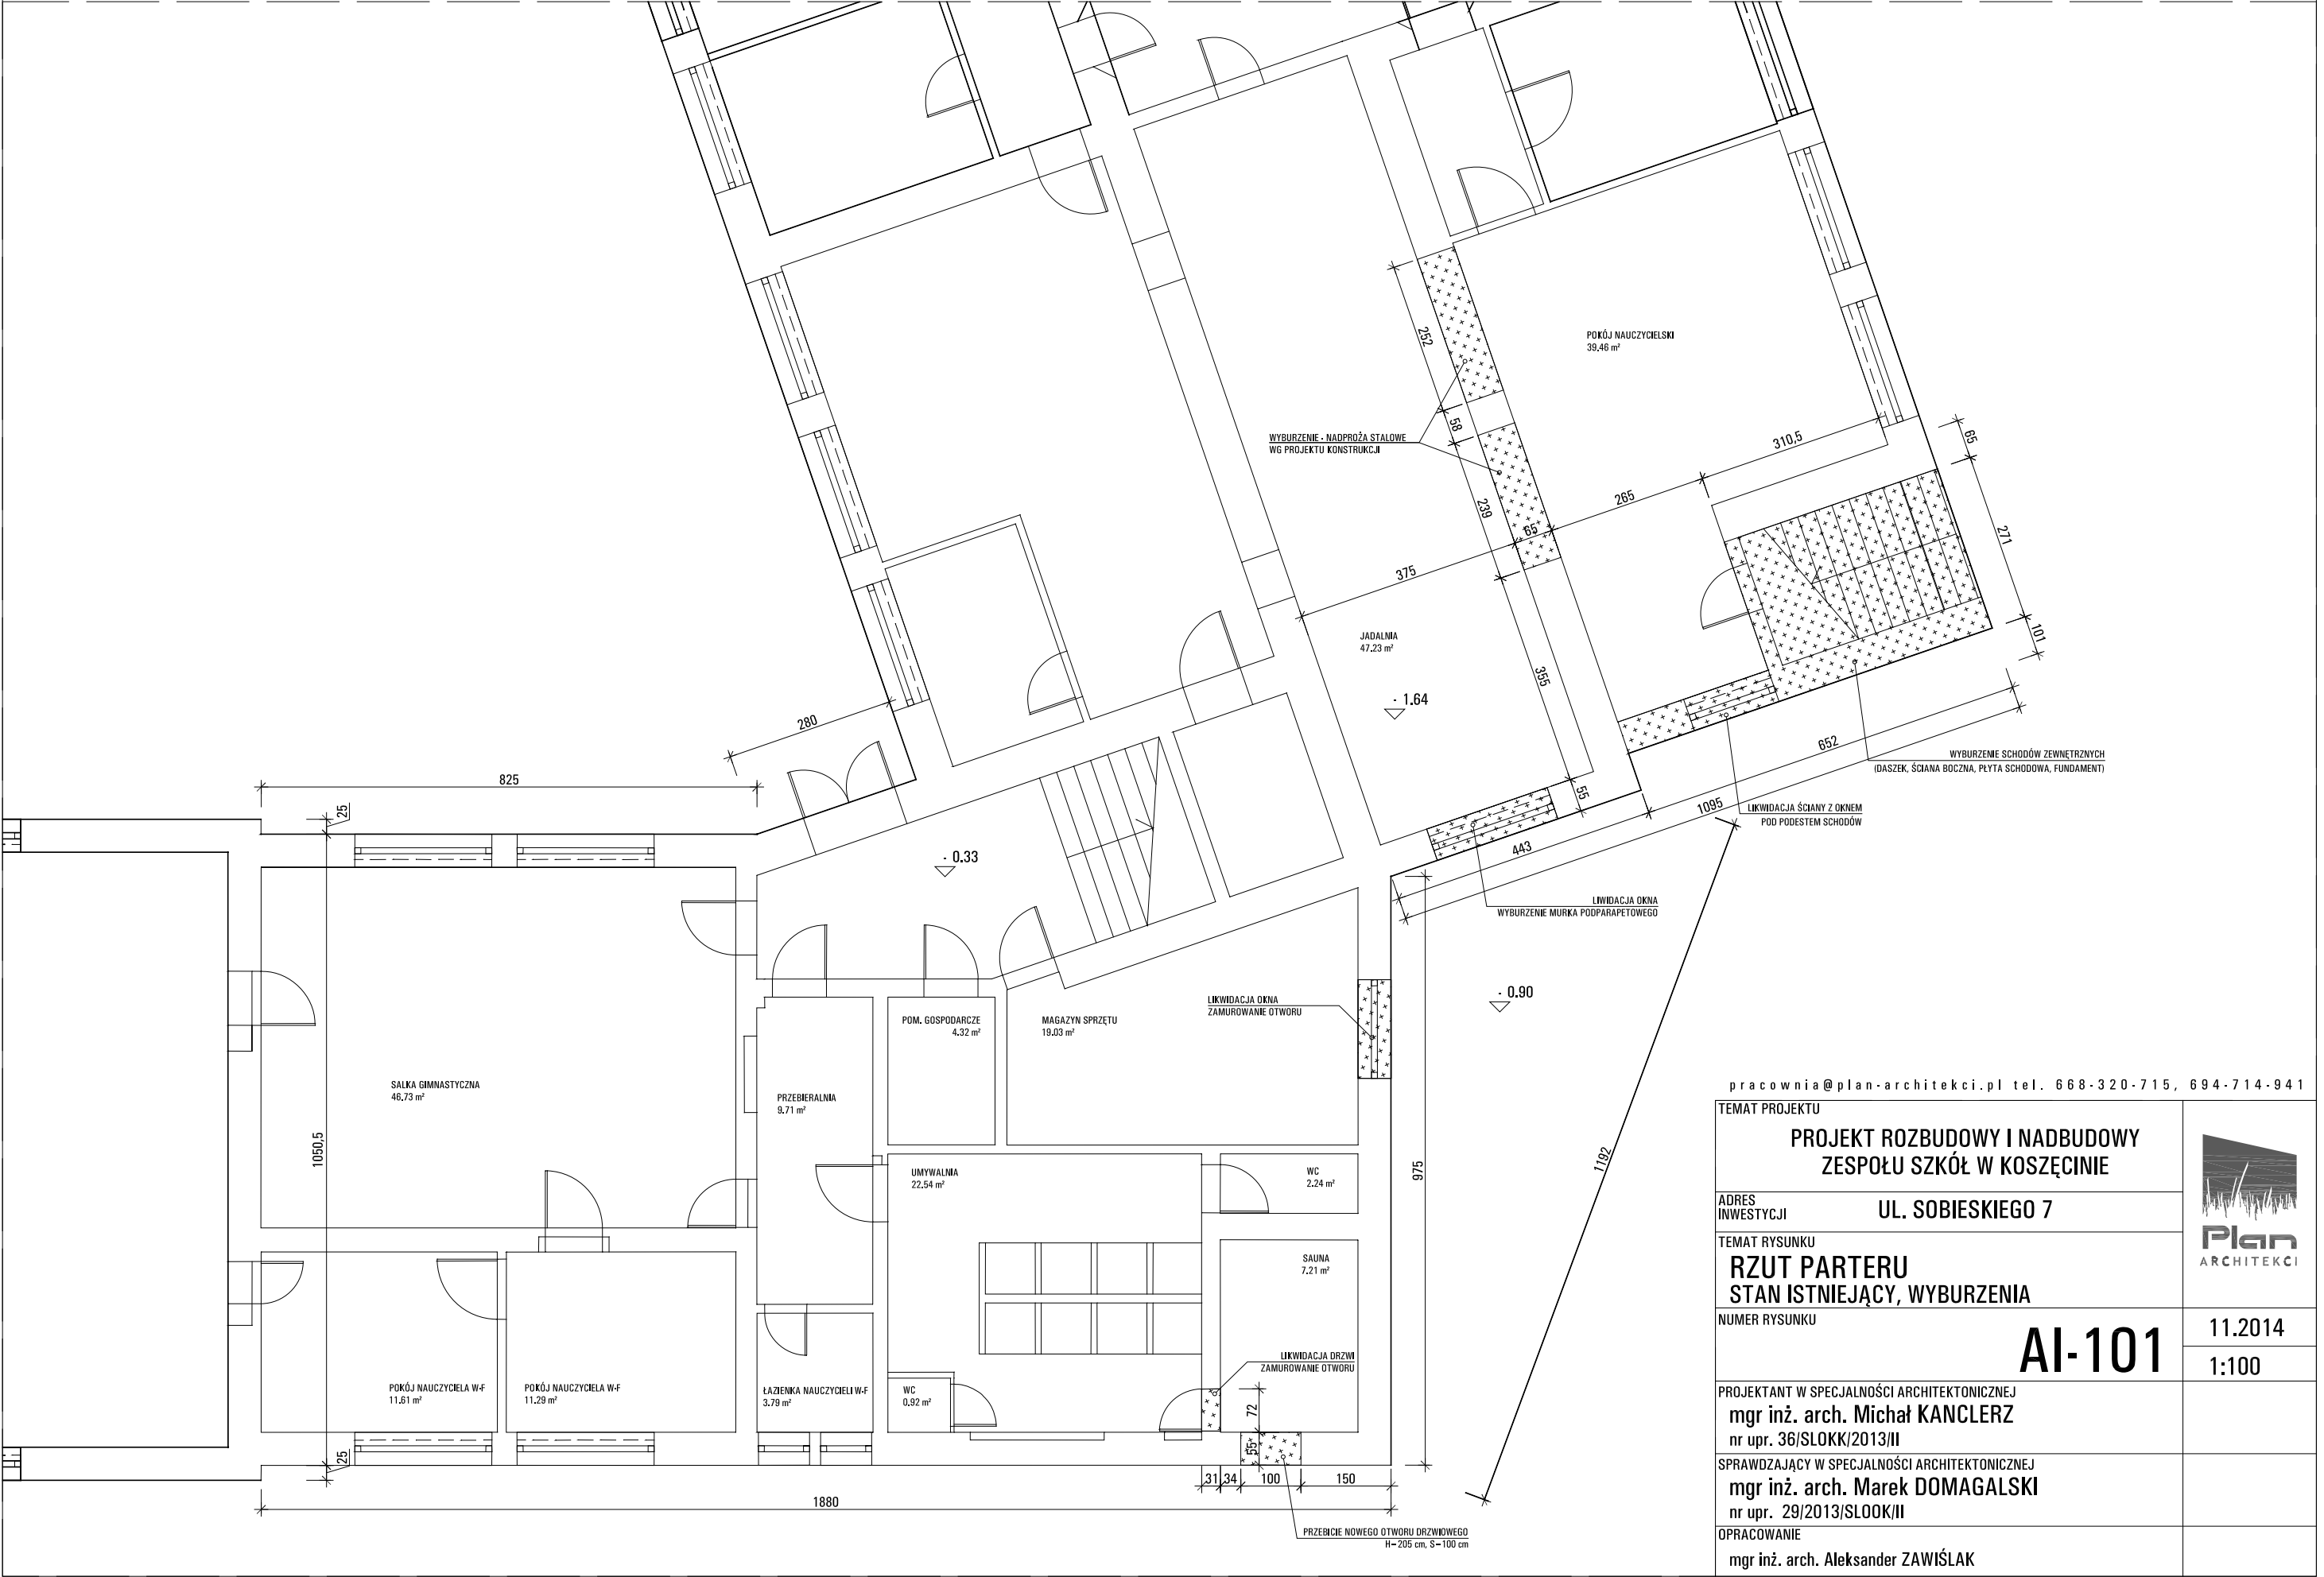 POKÓJ NAUCZYCIELSKI
39,46 m²
252
WYBURZENIE - NADPROŻA STALOWE
WG PROJEKTU KONSTRUKCJI
58
310,5
65
239
265
65
271
375
JADALNIA
47.23 m²
101
355
- 1.64
280
652
WYBURZENIE SCHODÓW ZEWNĘTRZNYCH
(DASZEK, ŚCIANA BOCZNA, PŁYTA SCHODOWA, FUNDAMENT)
825
55
1095
LIKWIDACJA ŚCIANY Z OKNEM
POD PODESTEM SCHODÓW
25
443
- 0.33
LIWIDACJA OKNA
WYBURZENIE MURKA PODPARAPETOWEGO
- 0.90
LIKWIDACJA OKNA
ZAMUROWANIE OTWORU
POM. GOSPODARCZE
4.32 m²
MAGAZYN SPRZĘTU
19.03 m²
SALKA GIMNASTYCZNA
46,73 m²
PRZEBIERALNIA
9.71 m²
1050,5
UMYWALNIA
22,54 m²
WC
2.24 m²
975
1192
SAUNA
7.21 m²
LIKWIDACJA DRZWI
ZAMUROWANIE OTWORU
POKÓJ NAUCZYCIELA W-F
11.61 m²
POKÓJ NAUCZYCIELA W-F
11.29 m²
ŁAZIENKA NAUCZYCIELI W-F
3.79 m²
WC
0.92 m²
72
55
25
31 34 100 150
1880
PRZEBICIE NOWEGO OTWORU DRZWIOWEGO
H=205 cm, S=100 cm
pracownia@plan-architekci.pl tel. 668-320-715, 694-714-941
TEMAT PROJEKTU
PROJEKT ROZBUDOWY I NADBUDOWY
ZESPOŁU SZKÓŁ W KOSZĘCINIE
ADRES
INWESTYCJI
UL. SOBIESKIEGO 7
Plan
ARCHITEKCI
TEMAT RYSUNKU
RZUT PARTERU
STAN ISTNIEJĄCY, WYBURZENIA
NUMER RYSUNKU
AI-101
11.2014
1:100
PROJEKTANT W SPECJALNOŚCI ARCHITEKTONICZNEJ
mgr inż. arch. Michał KANCLERZ
nr upr. 36/SLOKK/2013/II
SPRAWDZAJĄCY W SPECJALNOŚCI ARCHITEKTONICZNEJ
mgr inż. arch. Marek DOMAGALSKI
nr upr. 29/2013/SLOOK/II
OPRACOWANIE
mgr inż. arch. Aleksander ZAWIŚLAK